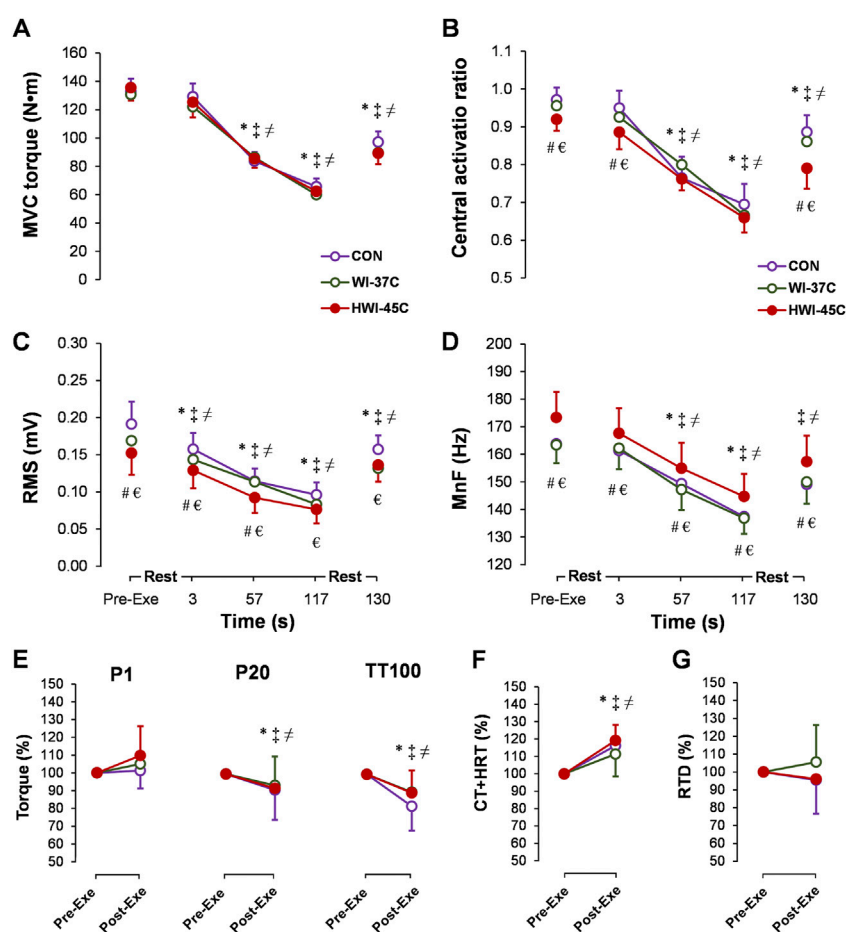 A
MVC torque (N•m)
160
140
120
100
80
60
40
20
0
* ‡ ≠
* ‡ ≠
* ‡ ≠
CON
WI-37C
HWI-45C
B
Central activatio ratio
1.1
1.0
0.9
0.8
0.7
0.6
0.5
* ‡ ≠
* ‡ ≠
* ‡ ≠
# €
# €
# €
CON
WI-37C
HWI-45C
C
RMS (mV)
0.30
0.25
0.20
0.15
0.10
0.05
0.00
* ‡ ≠
* ‡ ≠
* ‡ ≠
* ‡ ≠
# €
# €
# €
€
€
Rest
Rest
Pre-Exe 3 57 117 130
Time (s)
D
MnF (Hz)
200
190
180
170
160
150
140
130
120
* ‡ ≠
* ‡ ≠
‡ ≠
# €
# €
# €
# €
# €
Rest
Rest
Pre-Exe 3 57 117 130
Time (s)
E
P1 P20 TT100
Torque (%)
150
140
130
120
110
100
90
80
70
60
50
* ‡ ≠
* ‡ ≠
Pre-Exe Post-Exe Pre-Exe Post-Exe Pre-Exe Post-Exe
F
CT+HRT (%)
150
140
130
120
110
100
90
80
70
60
50
* ‡ ≠
Pre-Exe Post-Exe
G
RTD (%)
150
140
130
120
110
100
90
80
70
60
50
Pre-Exe Post-Exe